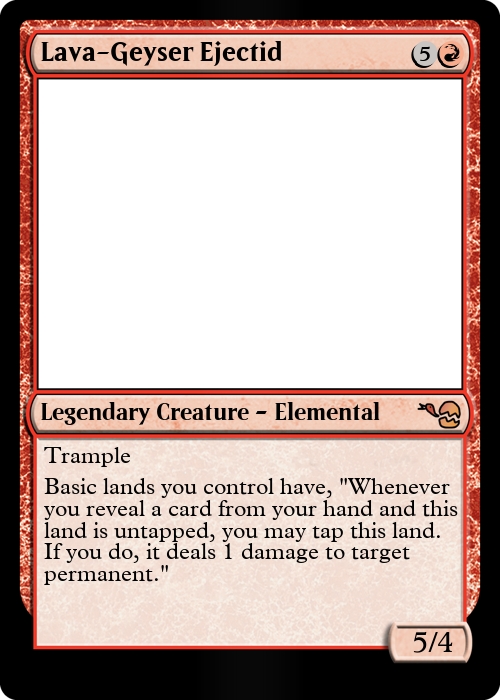 Lava-Geyser Ejectid
5
Legendary Creature – Elemental
Trample
Basic lands you control have, "Whenever
you reveal a card from your hand and this
land is untapped, you may tap this land.
If you do, it deals 1 damage to target
permanent."
5/4